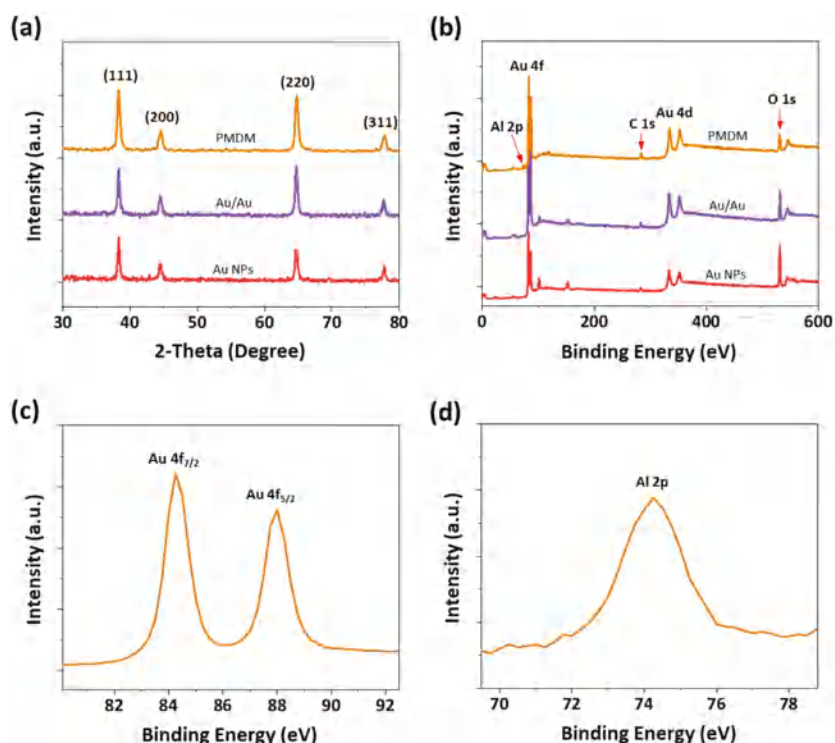 (a)
(111)
(200)
(220)
(311)
PMDM
Au/Au
Au NPs
Intensity (a.u.)
30 40 50 60 70 80
2-Theta (Degree)
(b)
Au 4f
Al 2p
C 1s
Au 4d
O 1s
PMDM
Au/Au
Au NPs
Intensity (a.u.)
0 200 400 600
Binding Energy (eV)
(c)
Au 4f7/2
Au 4f5/2
Intensity (a.u.)
82 84 86 88 90 92
Binding Energy (eV)
(d)
Al 2p
Intensity (a.u.)
70 72 74 76 78
Binding Energy (eV)